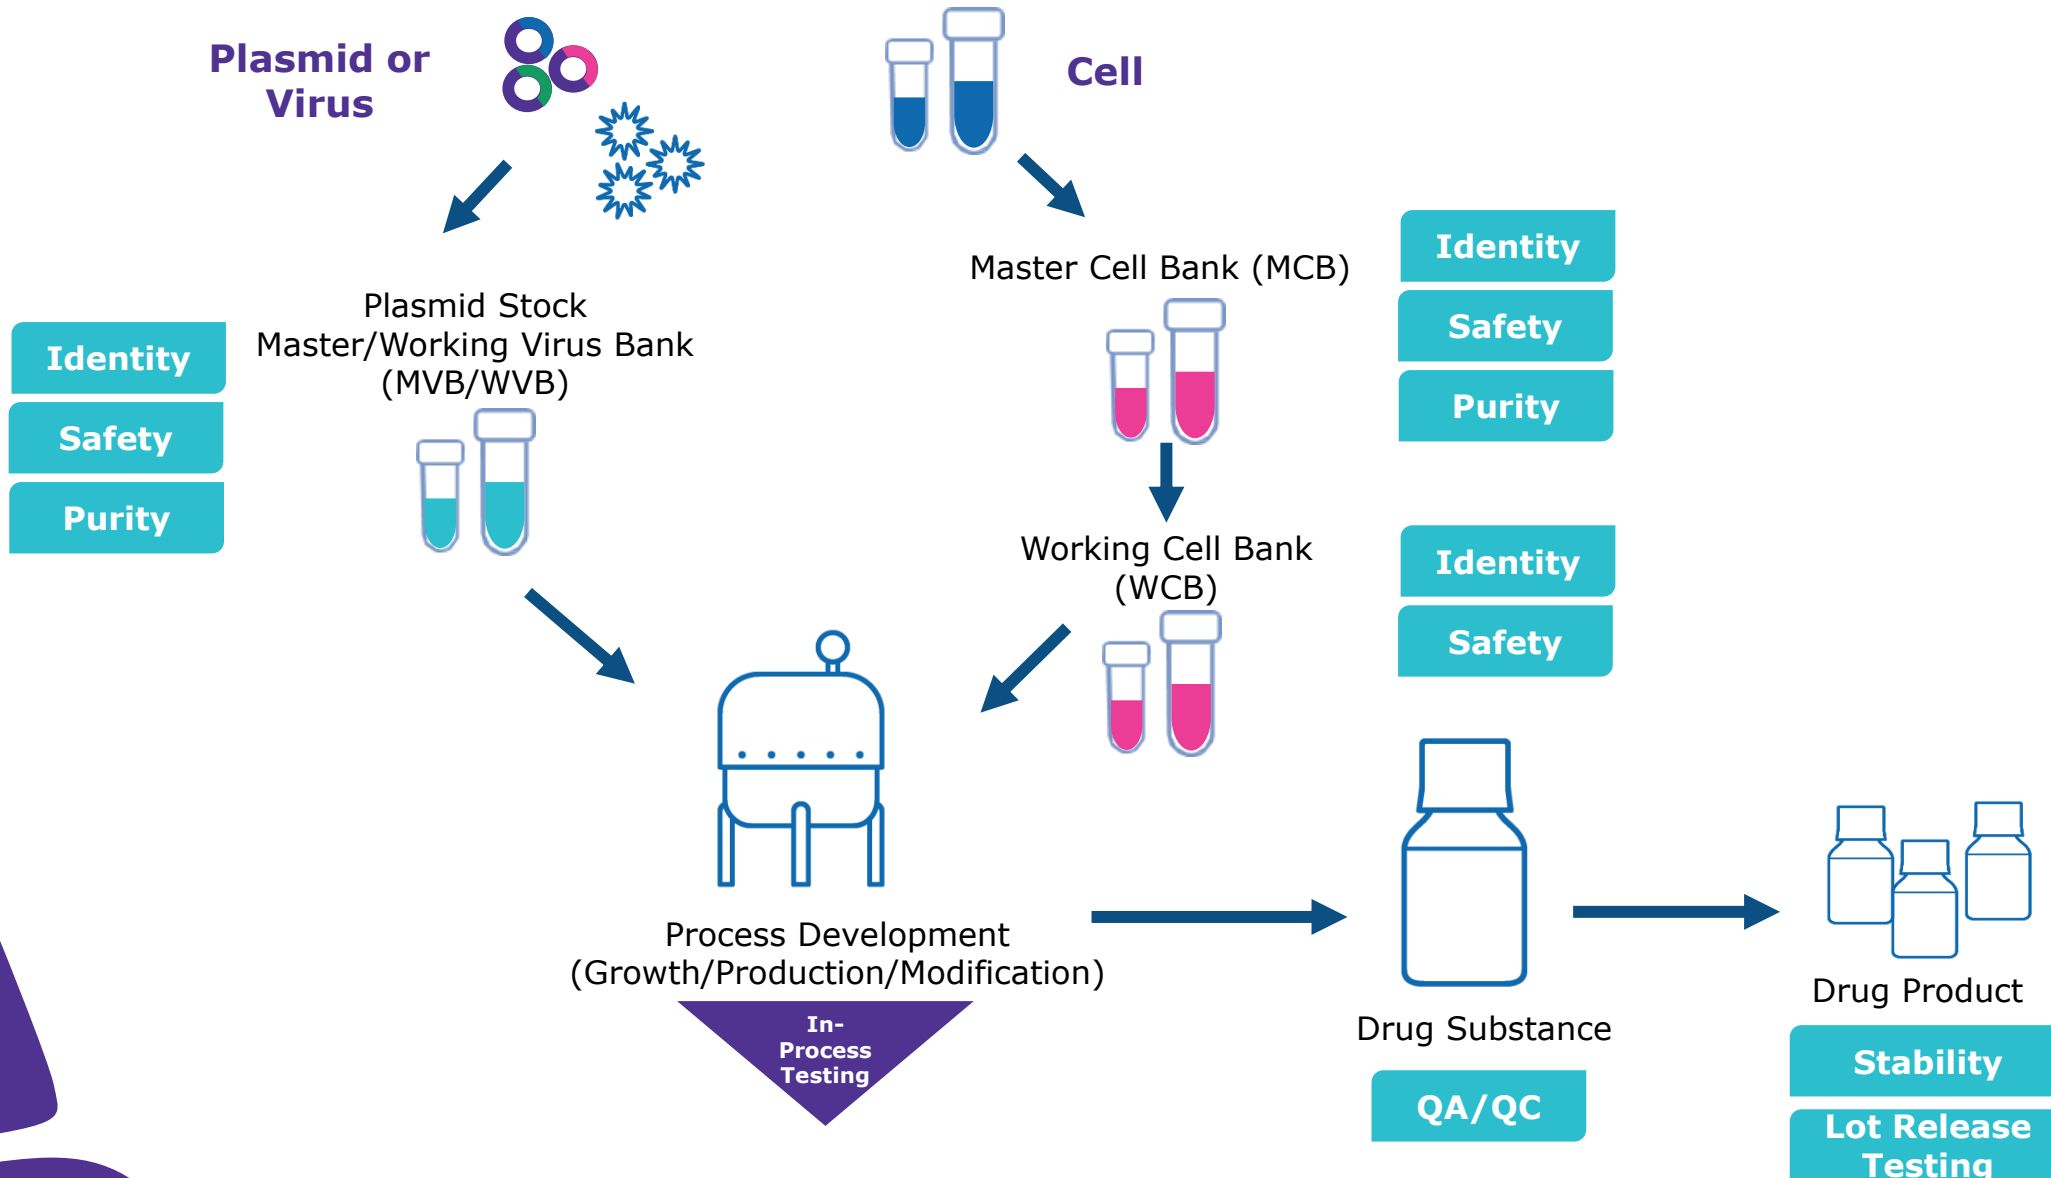 Plasmid or
Virus
Cell
Master Cell Bank (MCB)
Identity
Safety
Purity
Plasmid Stock
Master/Working Virus Bank
(MVB/WVB)
Identity
Safety
Purity
Working Cell Bank
(WCB)
Identity
Safety
Process Development
(Growth/Production/Modification)
In-
Process
Testing
Drug Substance
QA/QC
Drug Product
Stability
Lot Release
Testing